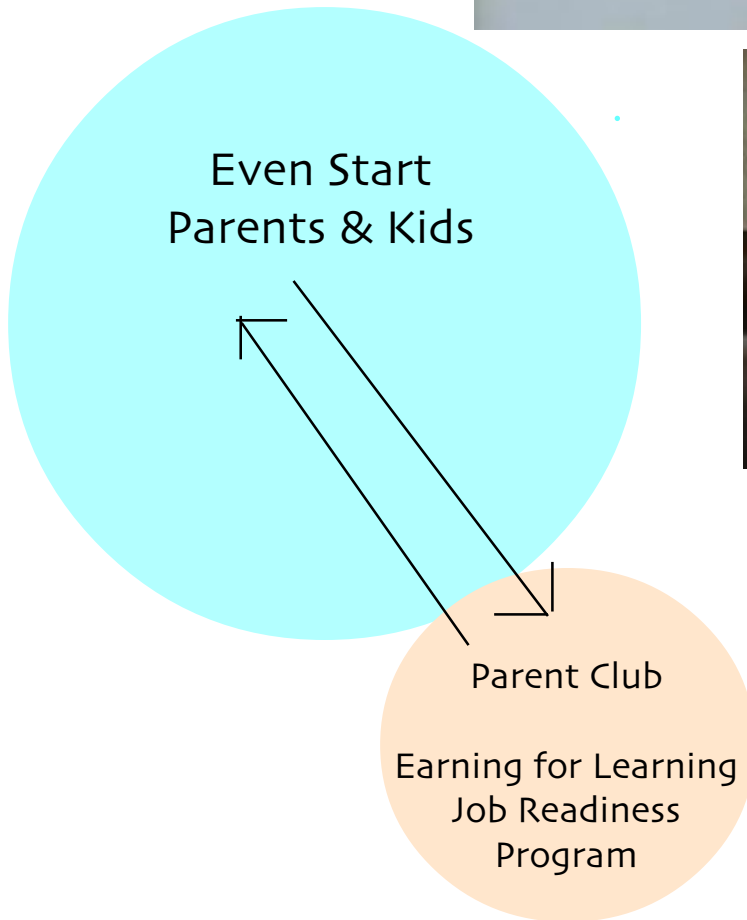 Even Start
Parents & Kids
Parent Club
Earning for Learning
Job Readiness
Program